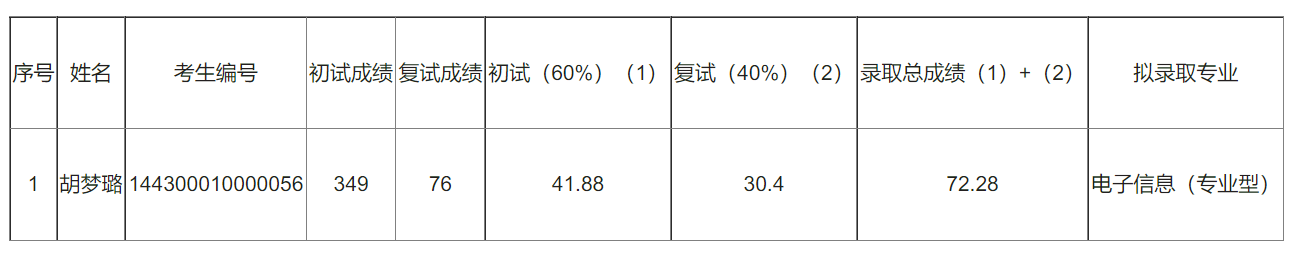 序号 姓名 考生编号 初试成绩 复试成绩 初试（60%）（1） 复试（40%）（2） 录取总成绩（1）+（2） 拟录取专业
1 胡梦璐 144300010000056 349 76 41.88 30.4 72.28 电子信息（专业型）